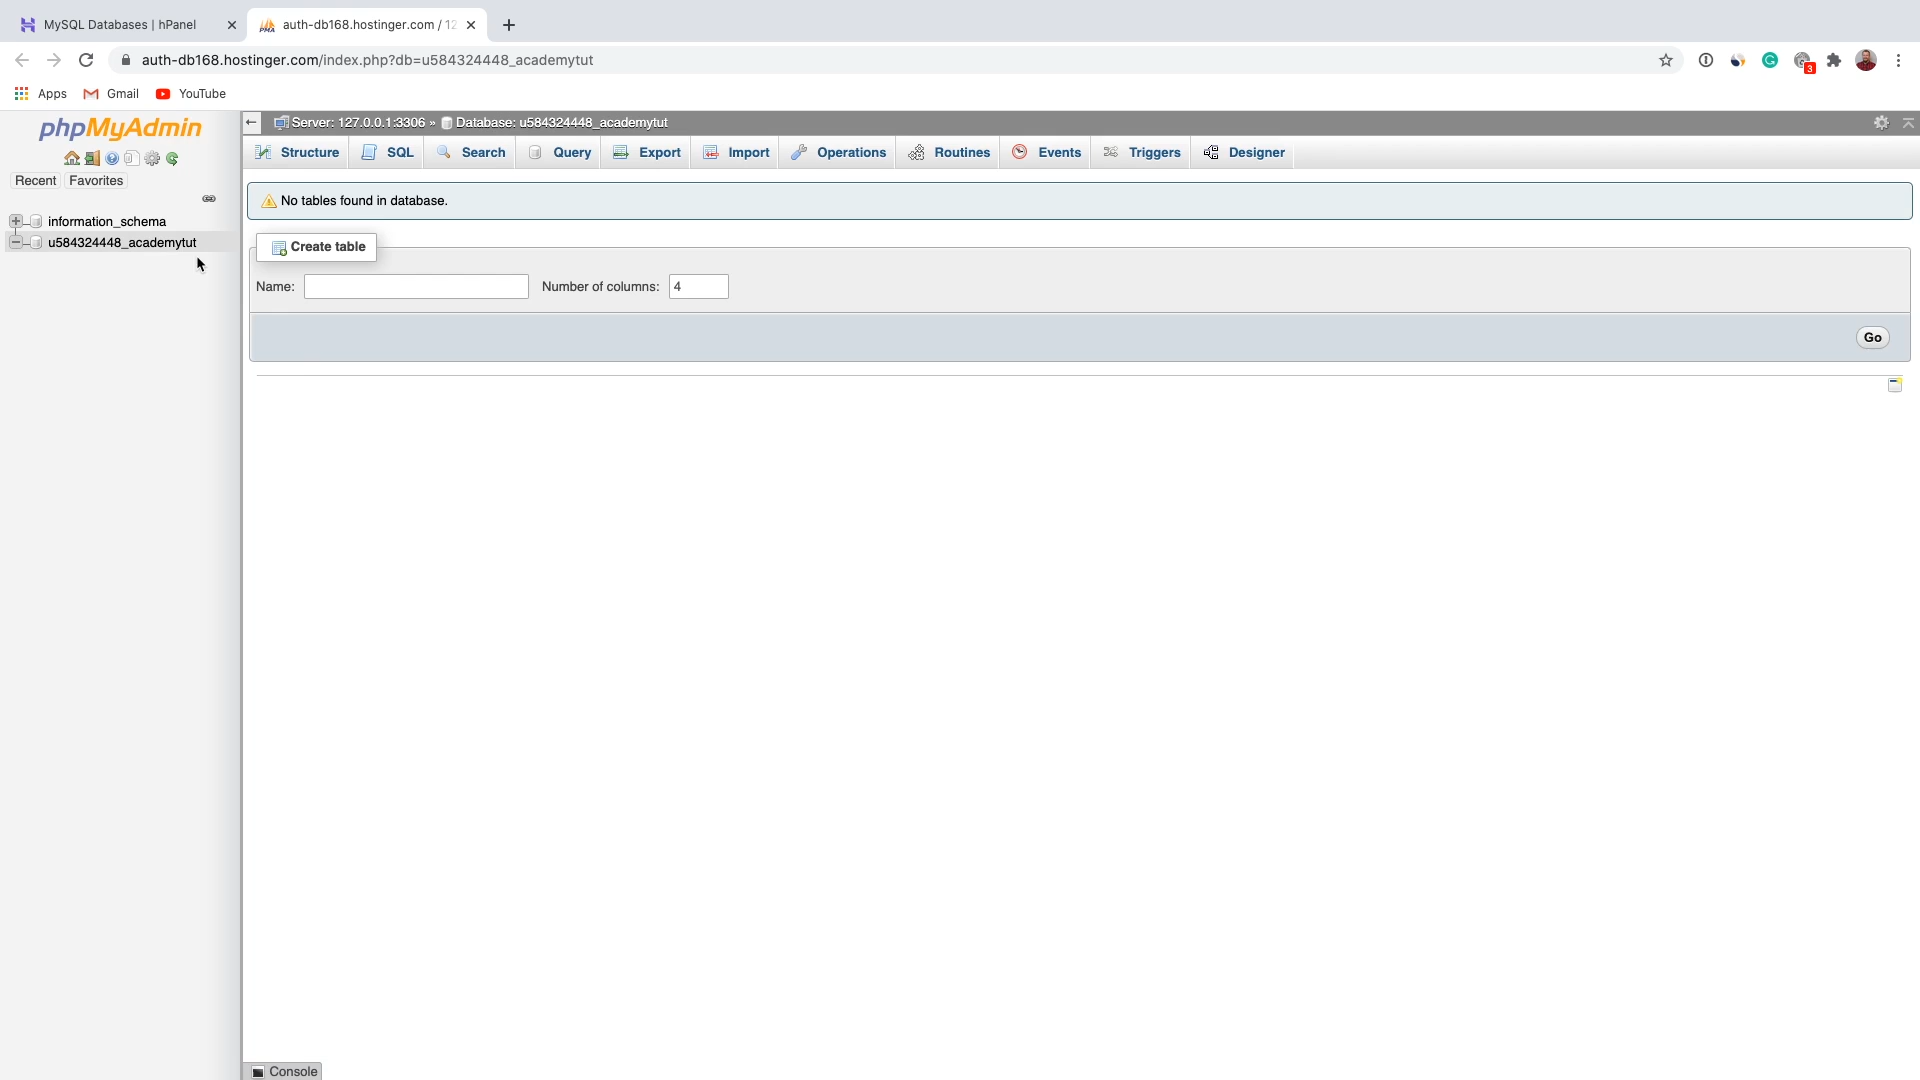 MySQL Databases | hPanel
auth-db168.hostinger.com / 12
auth-db168.hostinger.com/index.php?db=u584324448_academytut
3
Apps Gmail YouTube
phpMyAdmin
Recent Favorites
information_schema
u584324448_academytut
Server: 127.0.0.1:3306 » Database: u584324448_academytut
Structure SQL Search Query Export Import Operations Routines Events Triggers Designer
No tables found in database.
Create table
Name: Number of columns: 4
Go
Console